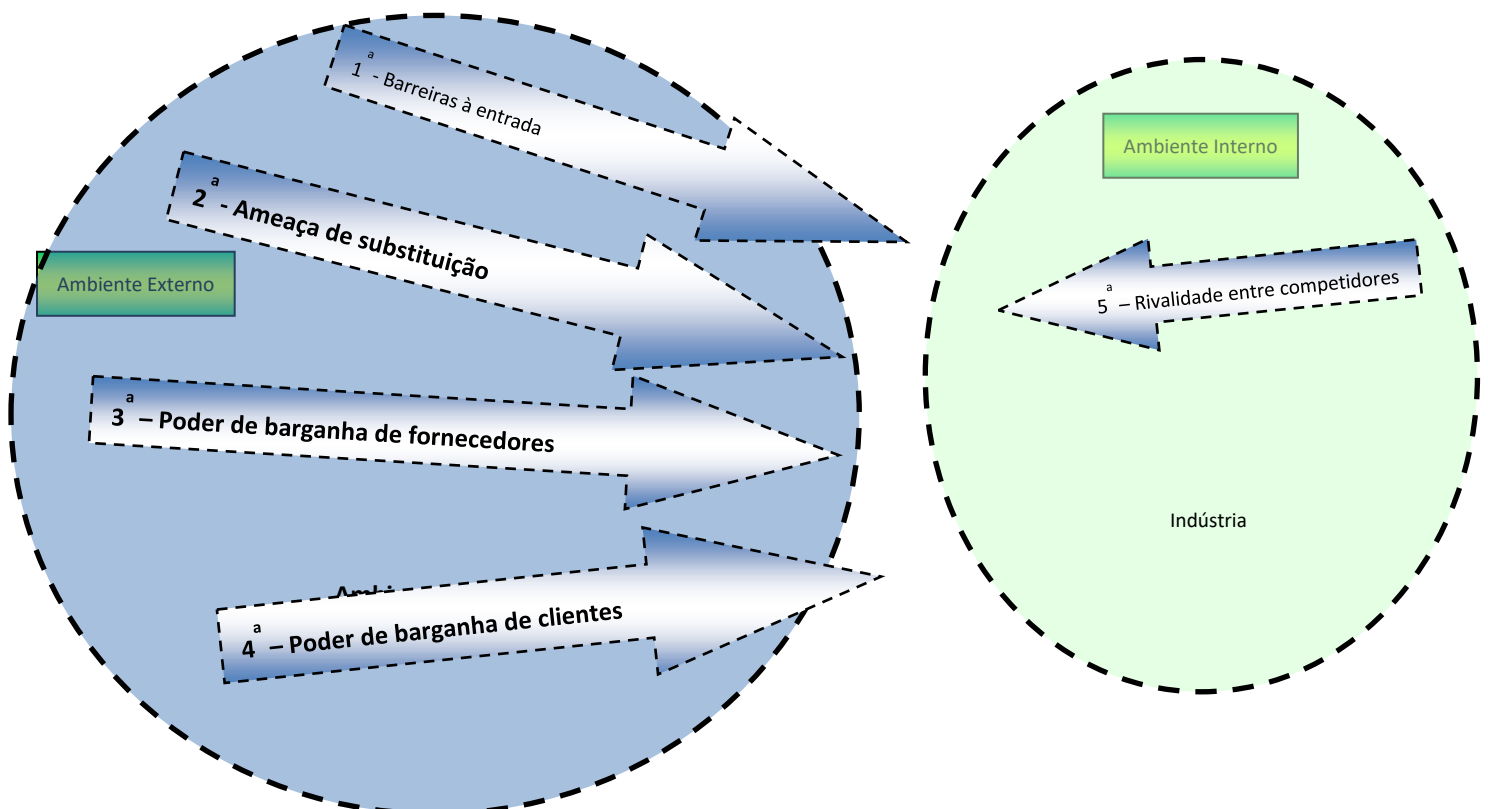 1ª - Barreiras à entrada
Ambiente Interno
2ª - Ameaça de substituição
Ambiente Externo
5ª – Rivalidade entre competidores
3ª – Poder de barganha de fornecedores
Indústria
4ª – Poder de barganha de clientes